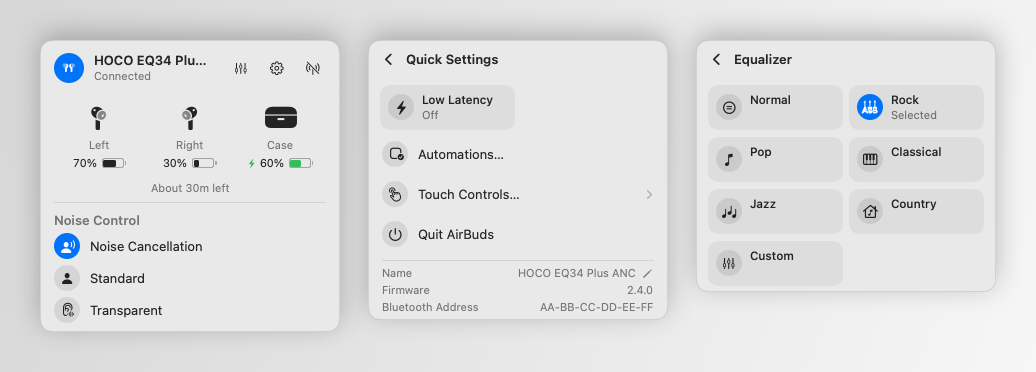 HOCO EQ34 Plu...
Connected
Left
Right
Case
70%
30%
60%
About 30m left
Noise Control
Noise Cancellation
Standard
Transparent
Quick Settings
Low Latency
Off
Automations...
Touch Controls...
Quit AirBuds
Name HOCO EQ34 Plus ANC
Firmware 2.4.0
Bluetooth Address AA-BB-CC-DD-EE-FF
Equalizer
Normal
Rock
Selected
Pop
Classical
Jazz
Country
Custom